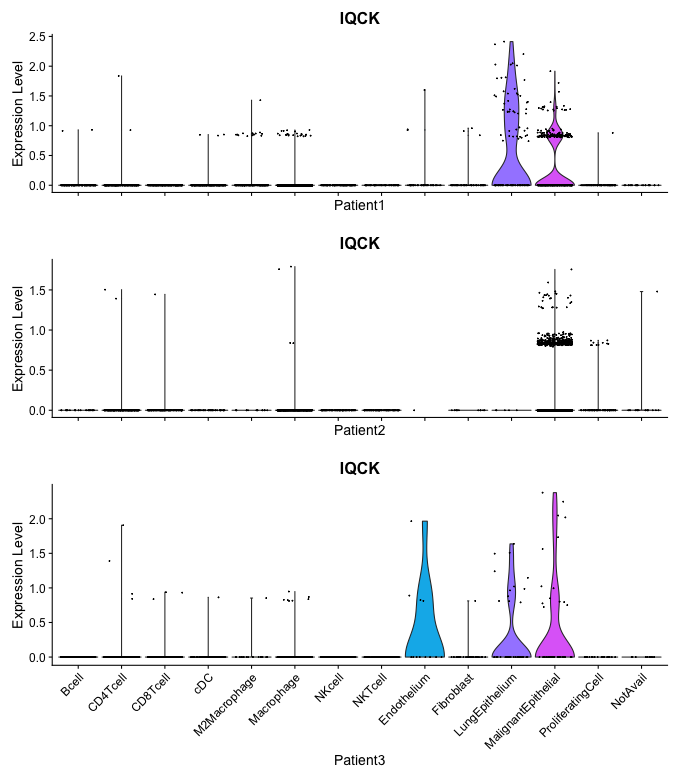 IQCK
Expression Level
2.5
2.0
1.5
1.0
0.5
0.0
Patient1
IQCK
Expression Level
1.5
1.0
0.5
0.0
Patient2
IQCK
Expression Level
2.0
1.5
1.0
0.5
0.0
Bcell
CD4Tcell
CD8Tcell
cDC
M2Macrophage
Macrophage
NKcell
NKTcell
Endothelium
Fibroblast
LungEpithelium
MalignantEpithelial
ProliferatingCell
NotAvail
Patient3